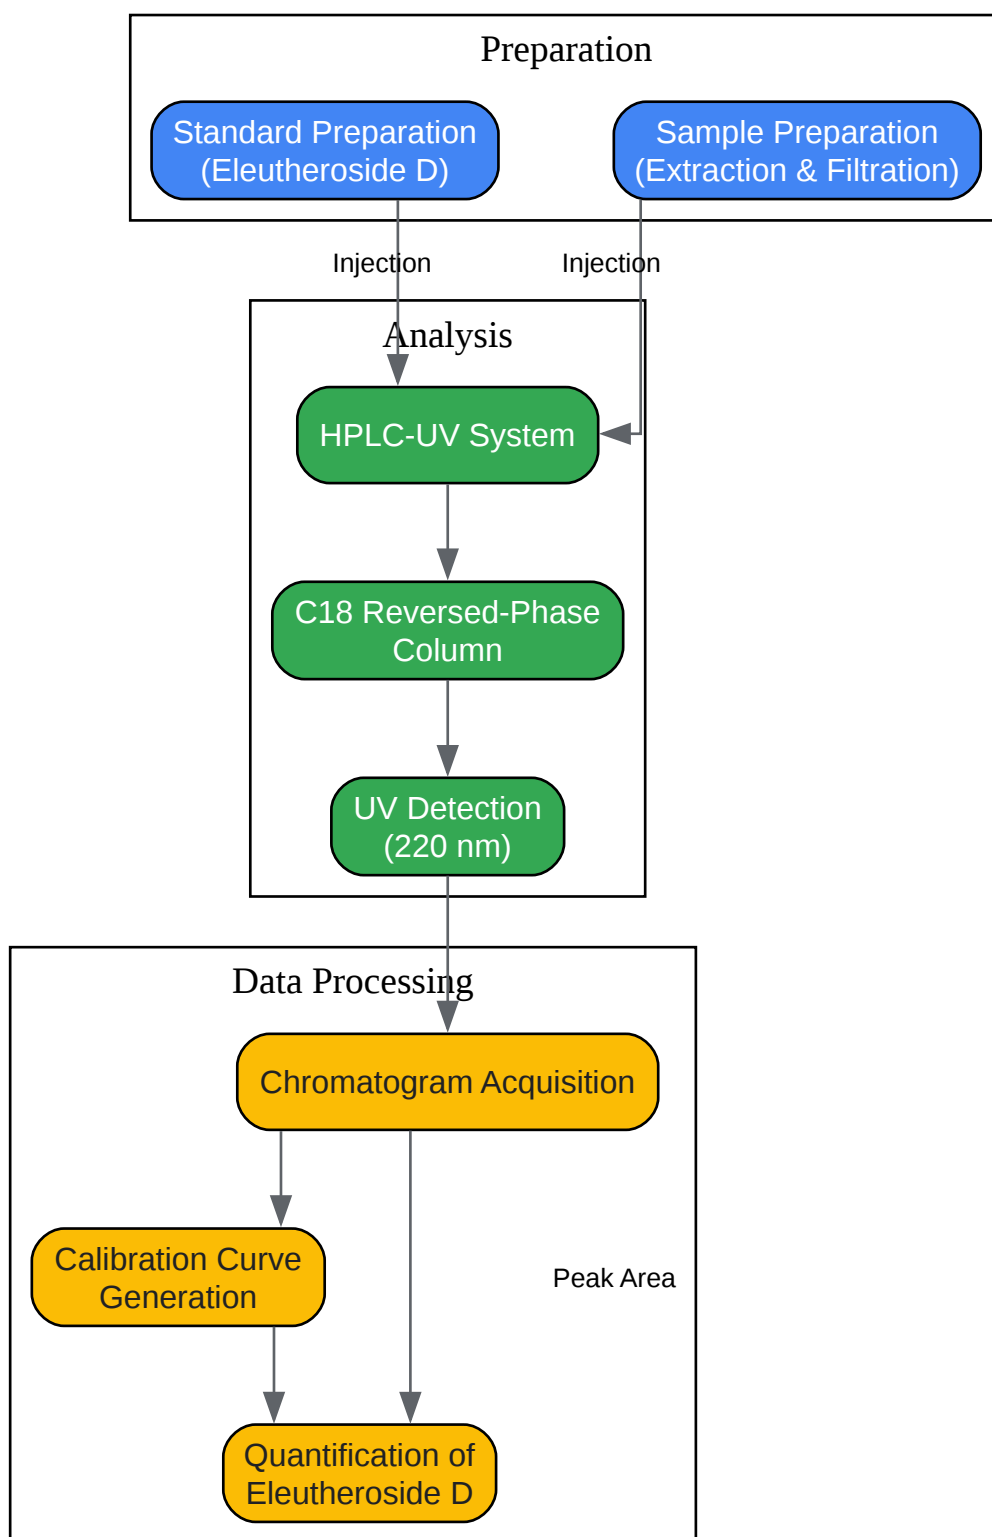 Preparation
Standard Preparation
(Eleutheroside D)
Sample Preparation
(Extraction & Filtration)
Injection
Injection
Analysis
HPLC-UV System
C18 Reversed-Phase
Column
UV Detection
(220 nm)
Data Processing
Chromatogram Acquisition
Calibration Curve
Generation
Peak Area
Quantification of
Eleutheroside D